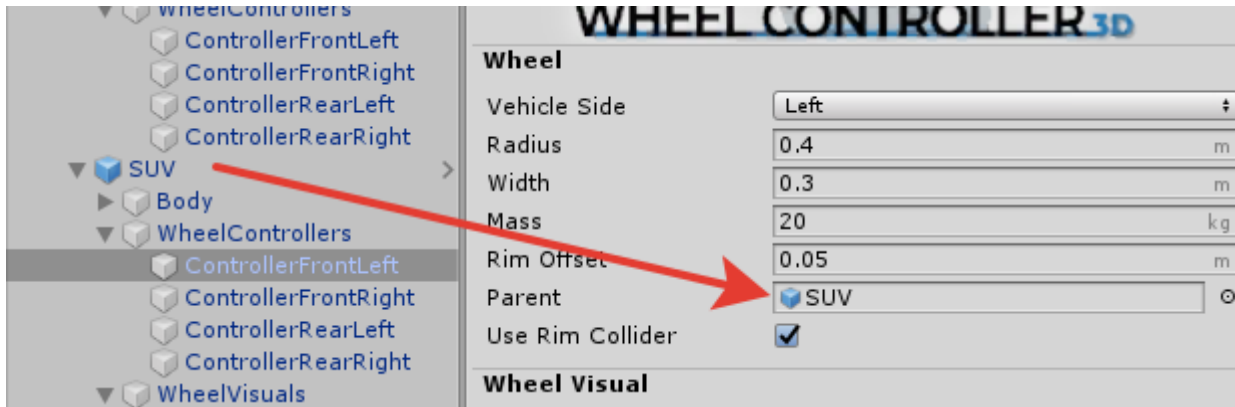 WheelControllers
ControllerFrontLeft
ControllerFrontRight
ControllerRearLeft
ControllerRearRight
SUV
Body
WheelControllers
ControllerFrontLeft
ControllerFrontRight
ControllerRearLeft
ControllerRearRight
WheelVisuals
WHEEL CONTROLLER 3D
Wheel
Vehicle Side Left
Radius 0.4 m
Width 0.3 m
Mass 20 kg
Rim Offset 0.05 m
Parent SUV
Use Rim Collider
Wheel Visual